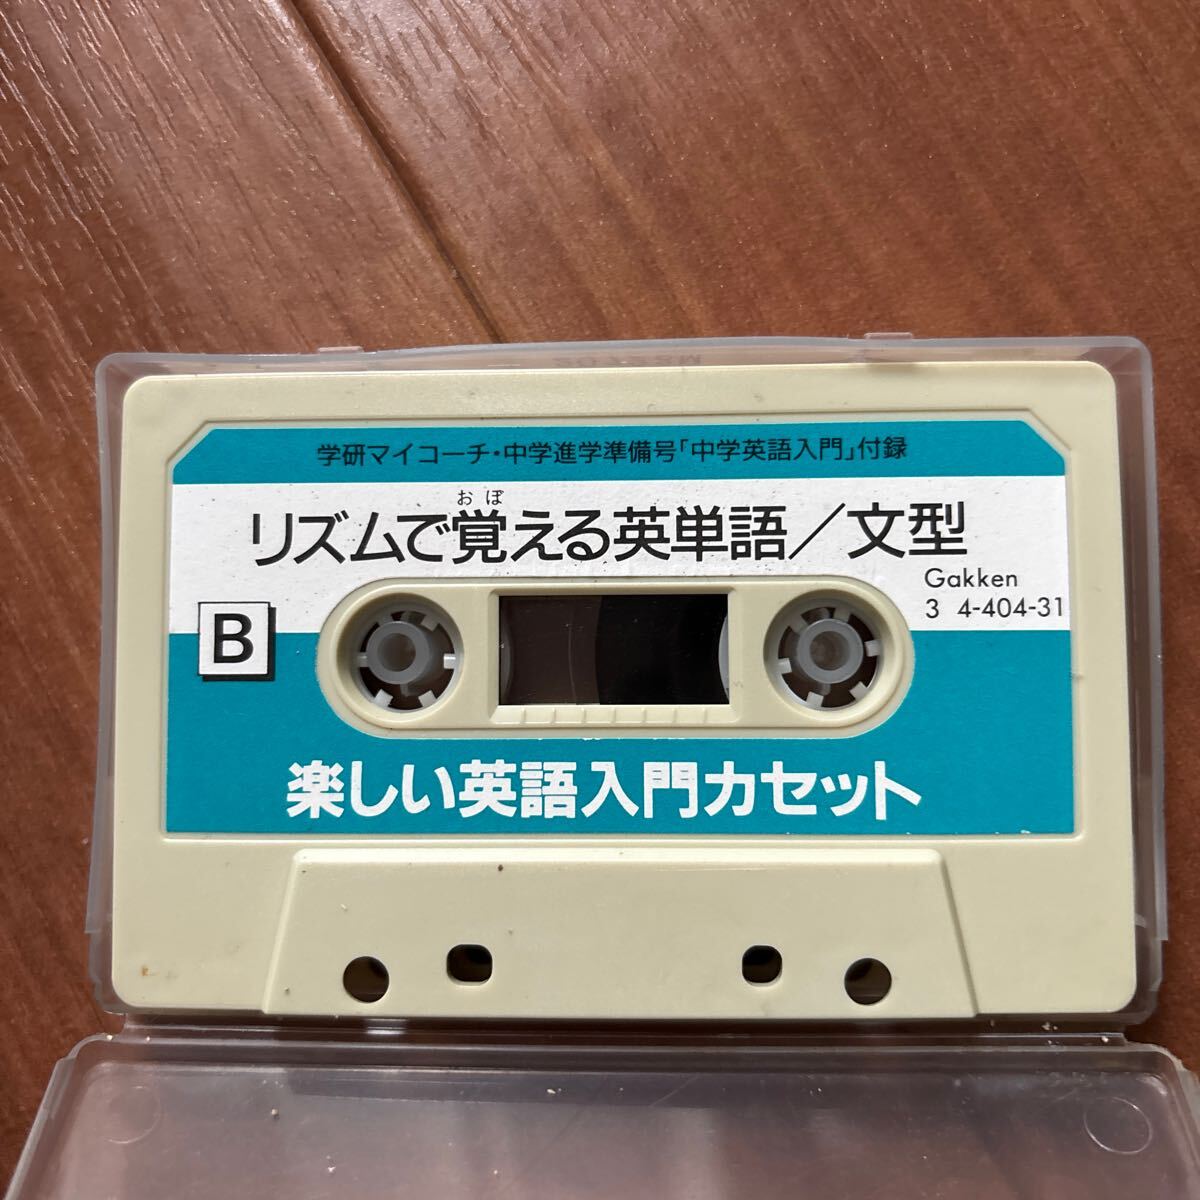 学研マイコーチ・中学進学準備号「中学英語入門」付録
おぼ
リズムで覚える英単語／文型
Gakken
3 4-404-31
B
楽しい英語入門カセット